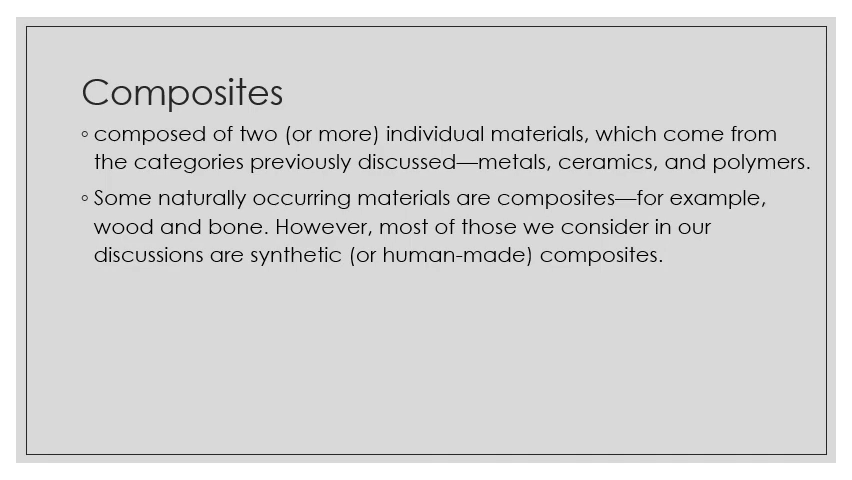 Composites
◦ composed of two (or more) individual materials, which come from
the categories previously discussed—metals, ceramics, and polymers.
◦ Some naturally occurring materials are composites—for example,
wood and bone. However, most of those we consider in our
discussions are synthetic (or human-made) composites.